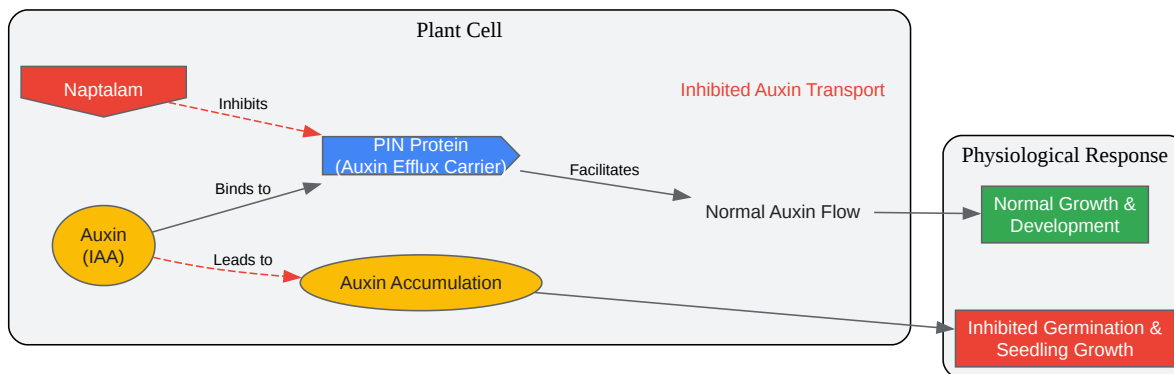 Plant Cell
Naptalam
Inhibits
Inhibited Auxin Transport
PIN Protein
(Auxin Efflux Carrier)
Facilitates
Binds to
Auxin
(IAA)
Leads to
Auxin Accumulation
Normal Auxin Flow
Physiological Response
Normal Growth &
Development
Inhibited Germination &
Seedling Growth